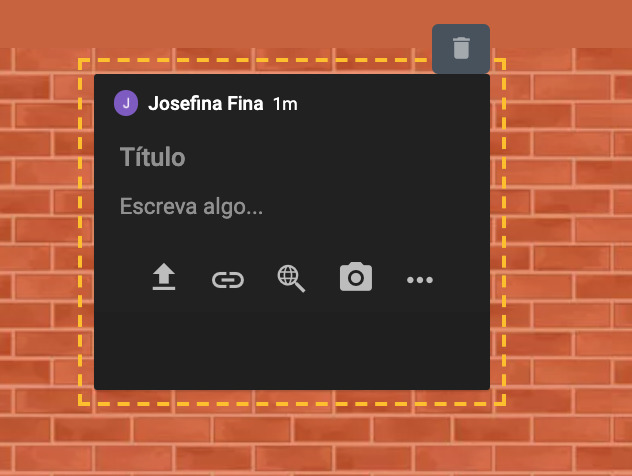 J Josefina Fina 1m
Título
Escreva algo...